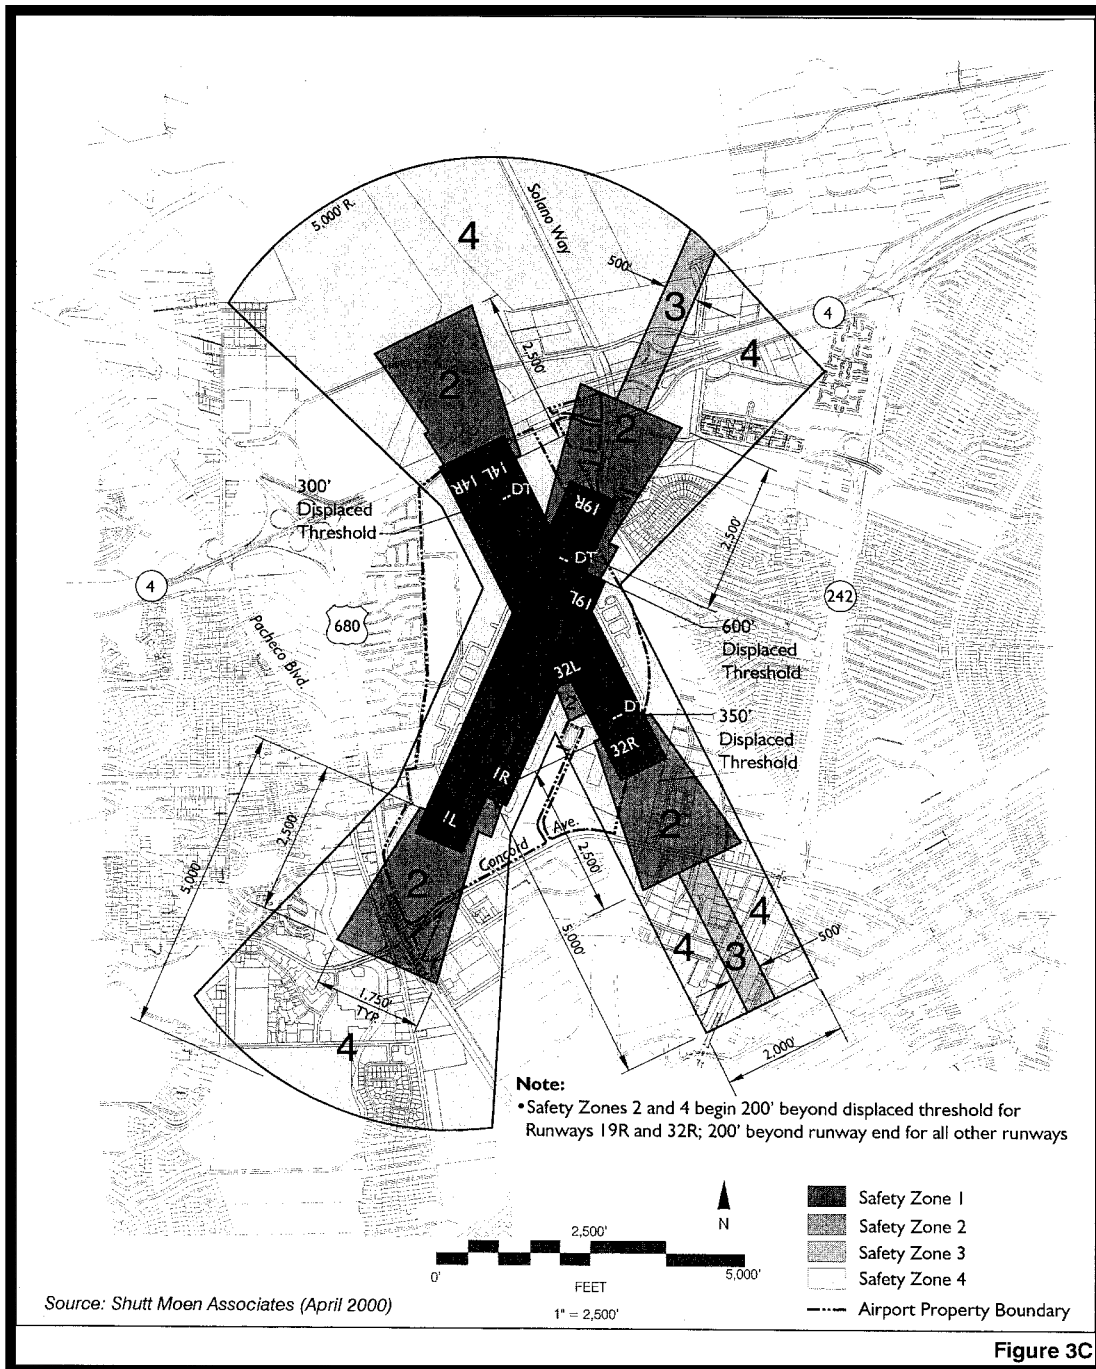 5,000' R.
4
Solano Way
500'
3
4
4
2,500'
2
2
14R
14L
DT
19R
300'
Displaced
Threshold
DT
2,500'
19L
4
680
Pacheco Blvd
242
600'
Displaced
Threshold
32L
DT
350'
Displaced
Threshold
32R
1R
1L
2,500'
5,000'
2
2
Concord Ave.
2,500'
5,000'
4
4
3
500'
1,750'
TYP.
4
2,000'
Note:
•Safety Zones 2 and 4 begin 200' beyond displaced threshold for
Runways 19R and 32R; 200' beyond runway end for all other runways
N
Safety Zone 1
Safety Zone 2
Safety Zone 3
Safety Zone 4
Airport Property Boundary
2,500'
0'
5,000'
FEET
1" = 2,500'
Source: Shutt Moen Associates (April 2000)
Figure 3C